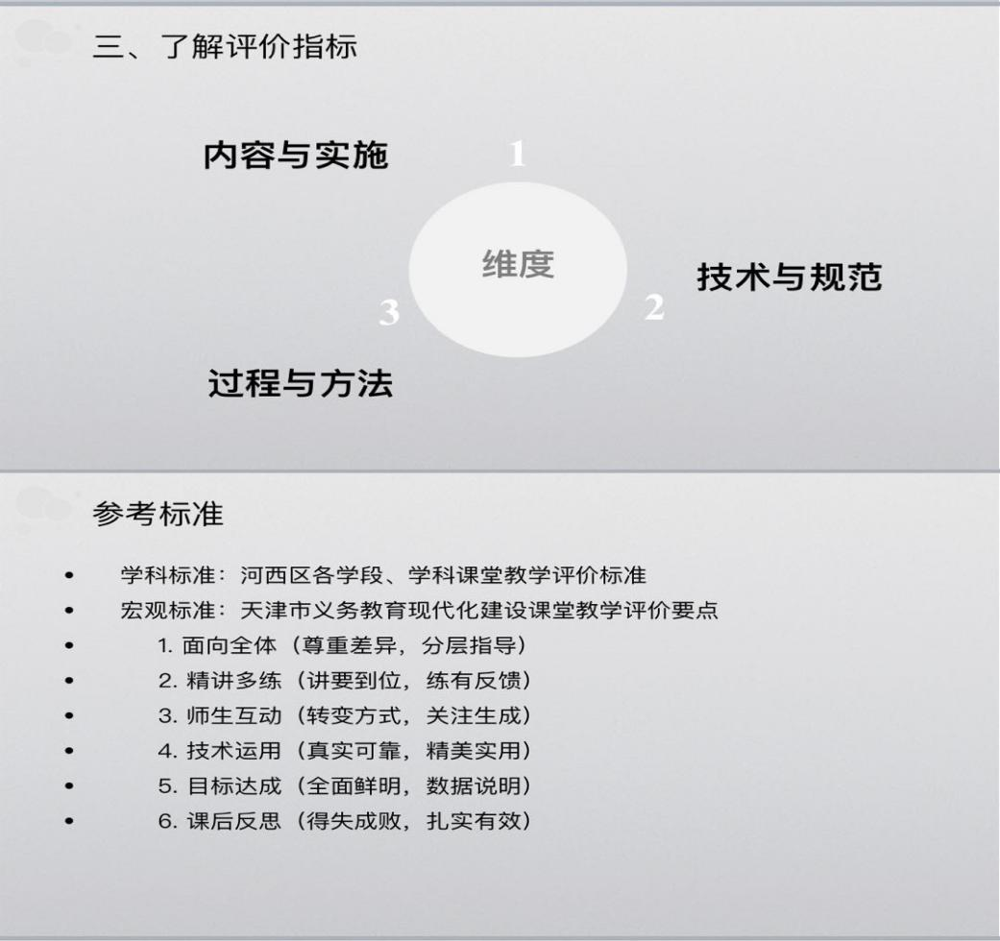 三、了解评价指标
内容与实施
1
维度
技术与规范
3
2
过程与方法
参考标准
• 学科标准：河西区各学段、学科课堂教学评价标准
• 宏观标准：天津市义务教育现代化建设课堂教学评价要点
• 1. 面向全体（尊重差异，分层指导）
• 2. 精讲多练（讲要到位，练有反馈）
• 3. 师生互动（转变方式，关注生成）
• 4. 技术运用（真实可靠，精美实用）
• 5. 目标达成（全面鲜明，数据说明）
• 6. 课后反思（得失成败，扎实有效）